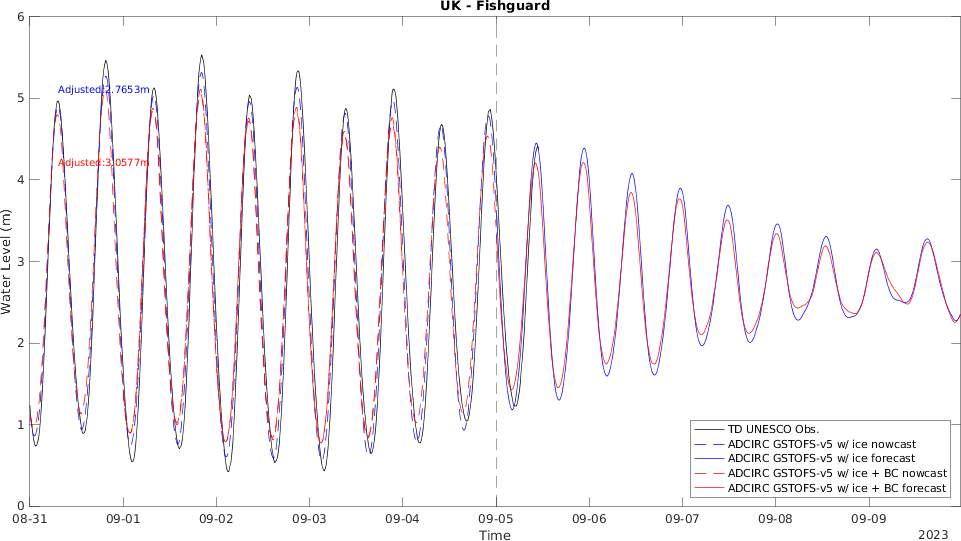 UK - Fishguard
6
5
4
3
2
1
0
Water Level (m)
Adjusted:2.7653m
Adjusted:3.0577m
TD UNESCO Obs.
ADCIRC GSTOFS-v5 w/ ice nowcast
ADCIRC GSTOFS-v5 w/ ice forecast
ADCIRC GSTOFS-v5 w/ ice + BC nowcast
ADCIRC GSTOFS-v5 w/ ice + BC forecast
08-31 09-01 09-02 09-03 09-04 09-05 09-06 09-07 09-08 09-09
Time
2023